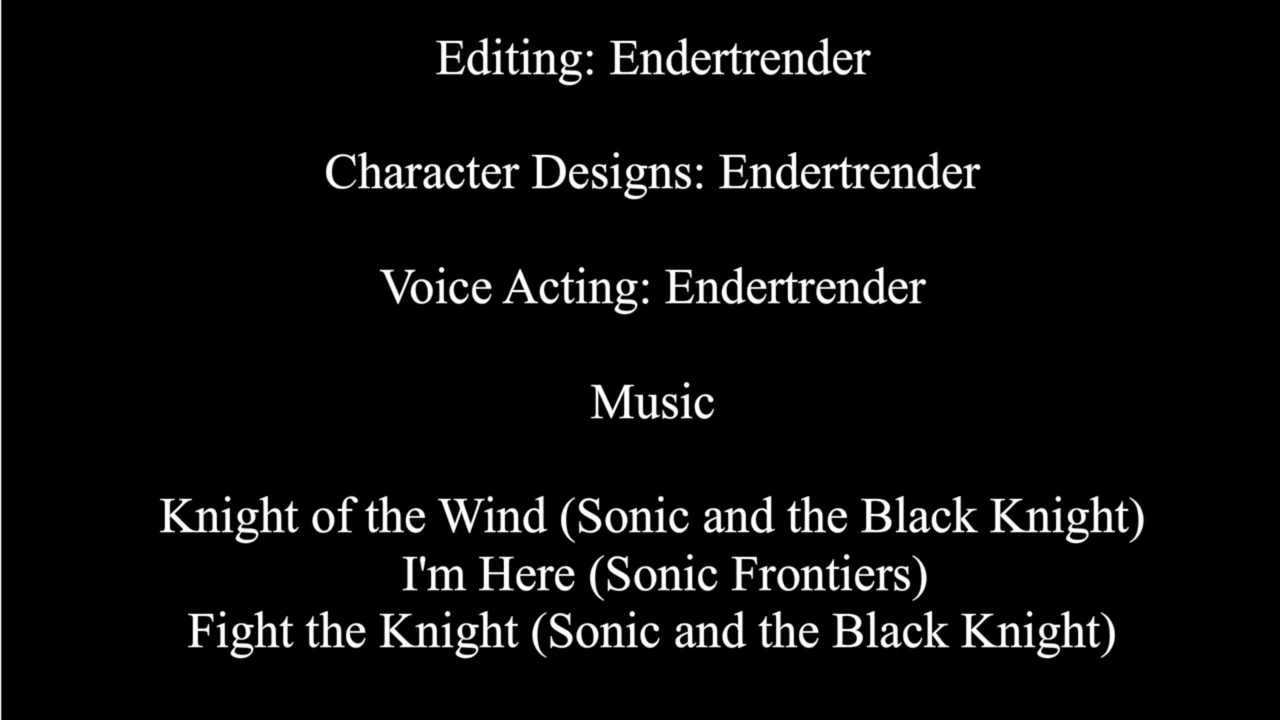 Editing: Endertrender
Character Designs: Endertrender
Voice Acting: Endertrender
Music
Knight of the Wind (Sonic and the Black Knight)
I'm Here (Sonic Frontiers)
Fight the Knight (Sonic and the Black Knight)